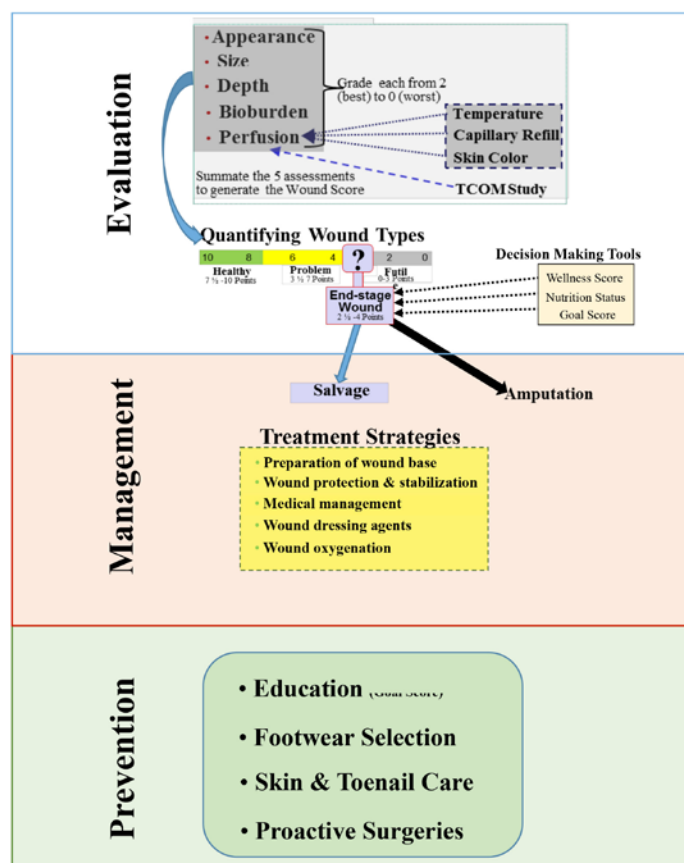 Evaluation
• Appearance
• Size
• Depth
• Bioburden
• Perfusion
Grade each from 2
(best) to 0 (worst)
Temperature
Capillary Refill
Skin Color
TCOM Study
Summate the 5 assessments
to generate the Wound Score
Quantifying Wound Types
10 8 6 4 ? 2 0
Healthy
7 ½ -10 Points
Problem
3 ½ 7 Points
Futil
e
0-3 Points
End-stage
Wound
2 ½ -4 Points
Decision Making Tools
Wellness Score
Nutrition Status
Goal Score
Management
Salvage
Amputation
Treatment Strategies
• Preparation of wound base
• Wound protection & stabilization
• Medical management
• Wound dressing agents
• Wound oxygenation
Prevention
• Education (Goal Score)
• Footwear Selection
• Skin & Toenail Care
• Proactive Surgeries